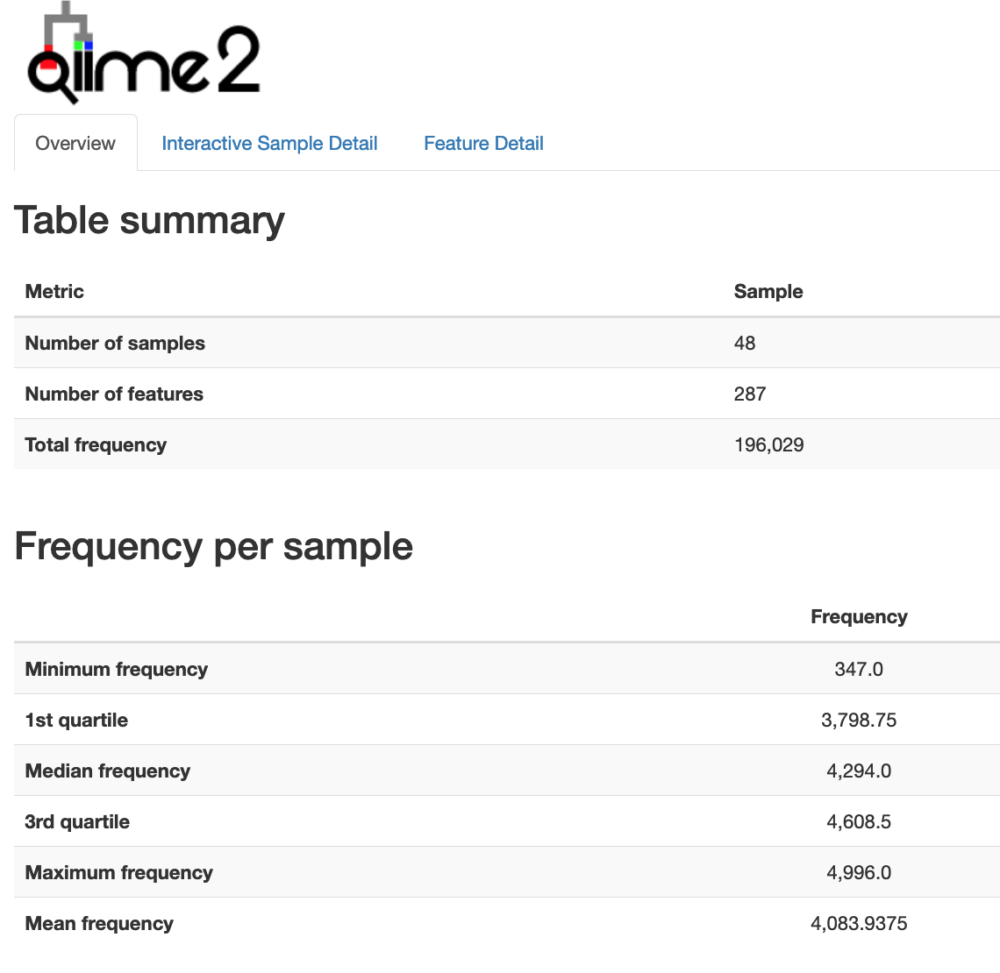 qiime2
Overview Interactive Sample Detail Feature Detail
Table summary
Metric Sample
Number of samples 48
Number of features 287
Total frequency 196,029
Frequency per sample
Frequency
Minimum frequency 347.0
1st quartile 3,798.75
Median frequency 4,294.0
3rd quartile 4,608.5
Maximum frequency 4,996.0
Mean frequency 4,083.9375